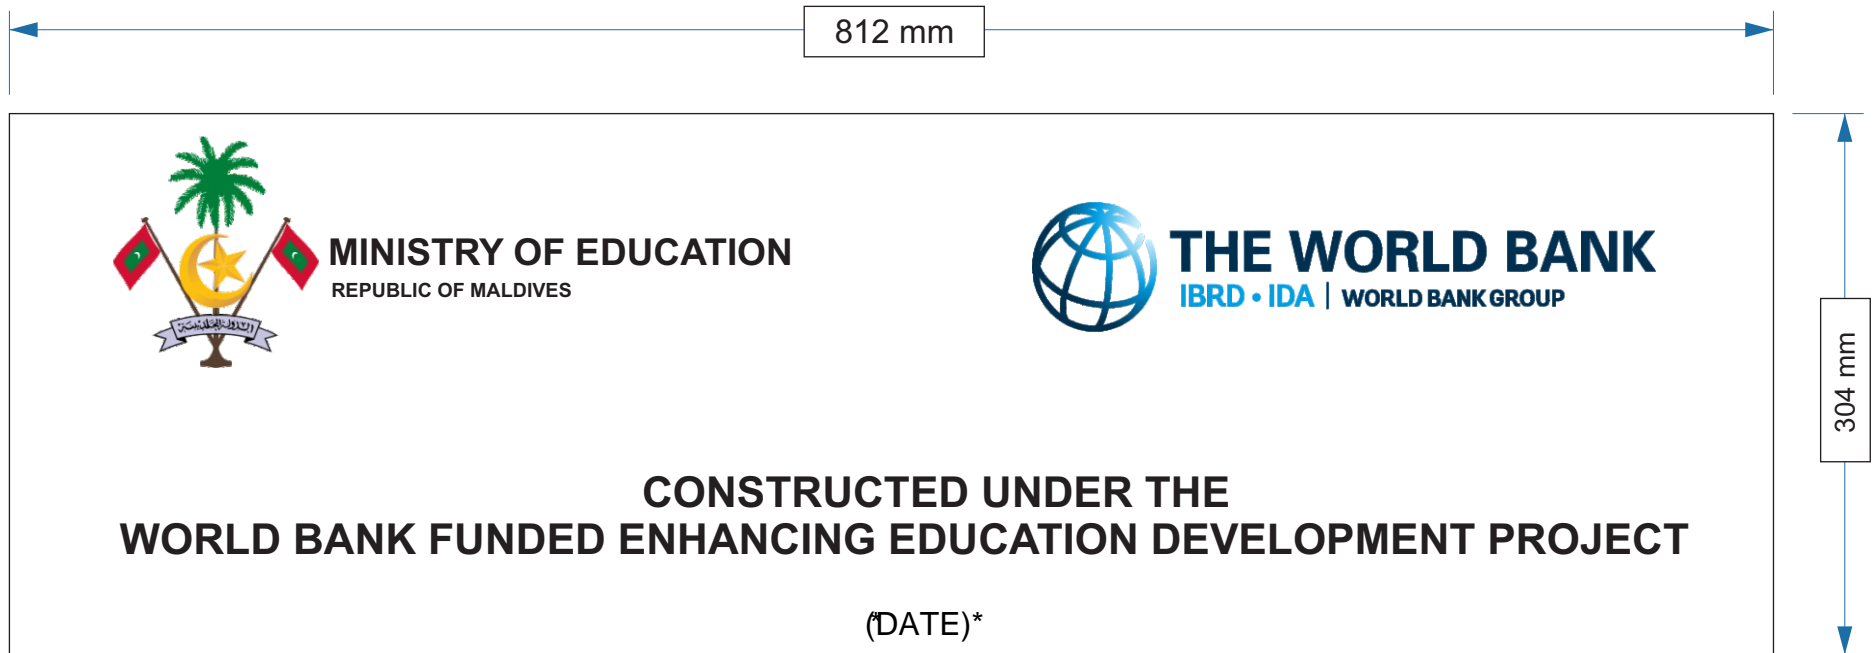 812 mm
MINISTRY OF EDUCATION
REPUBLIC OF MALDIVES
THE WORLD BANK
IBRD • IDA | WORLD BANK GROUP
304 mm
CONSTRUCTED UNDER THE
WORLD BANK FUNDED ENHANCING EDUCATION DEVELOPMENT PROJECT
*(DATE)*